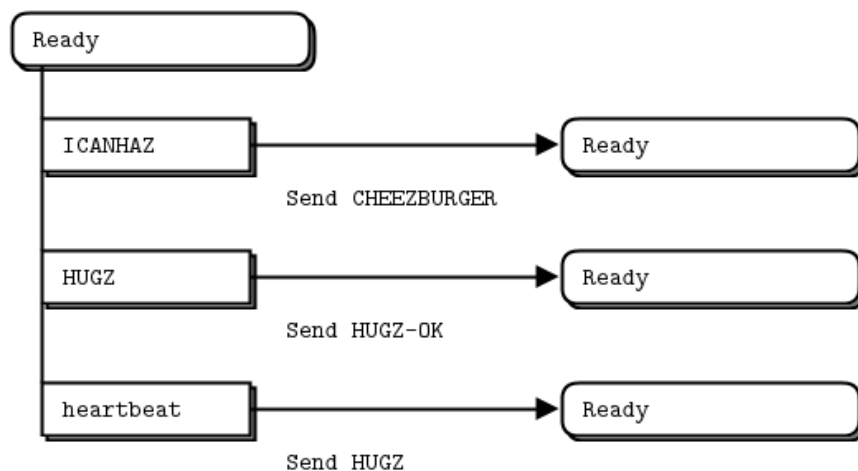 Ready
ICANHAZ
Ready
Send CHEEZBURGER
HUGZ
Ready
Send HUGZ-OK
heartbeat
Ready
Send HUGZ